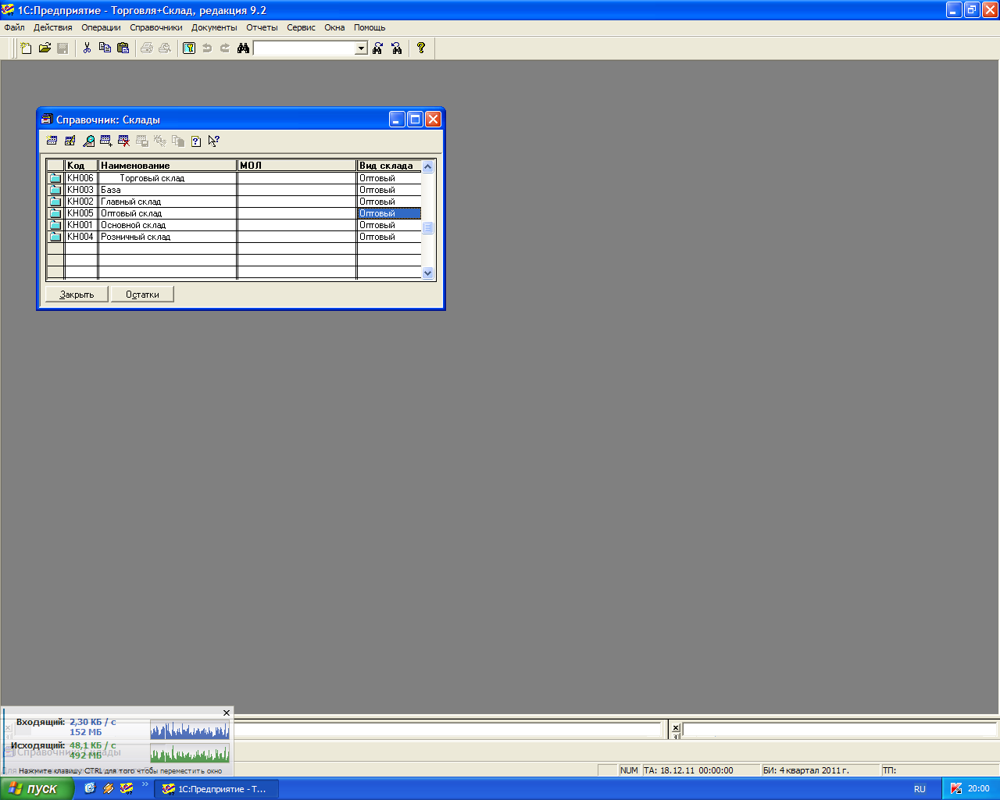 1С:Предприятие - Торговля+Склад, редакция 9.2
Файл Действия Операции Справочники Документы Отчеты Сервис Окна Помощь
Справочник: Склады
Код Наименование МОЛ Вид склада
КН006 Торговый склад Оптовый
КН003 База Оптовый
КН002 Главный склад Оптовый
КН005 Оптовый склад Оптовый
КН001 Основной склад Оптовый
КН004 Розничный склад Оптовый
Закрыть Остатки
Входящий: 2,30 КБ / с
152 МБ
Исходящий: 48,1 КБ / с
Справочник: Склады
492 МБ
Нажмите клавишу CTRL для того чтобы переместить окно
NUM ТА: 18.12.11 00:00:00 БИ: 4 квартал 2011 г. ТП:
пуск 1С:Предприятие - Т... RU 20:00